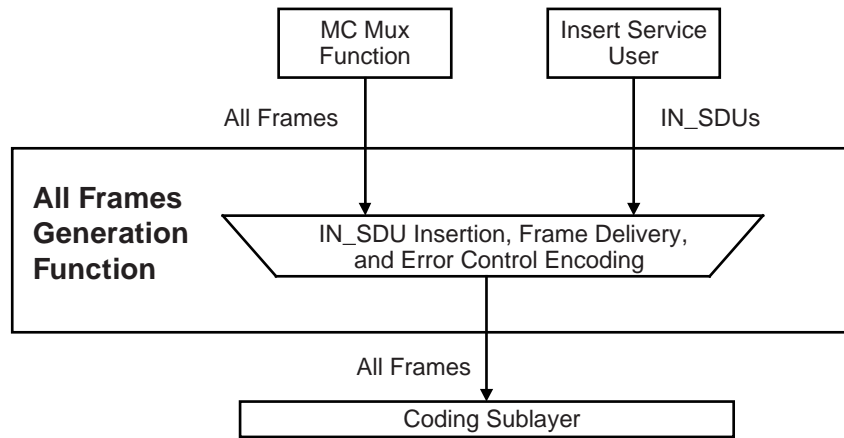 MC Mux
Function
Insert Service
User
All Frames
IN_SDUs
All Frames
Generation
Function
IN_SDU Insertion, Frame Delivery,
and Error Control Encoding
All Frames
Coding Sublayer